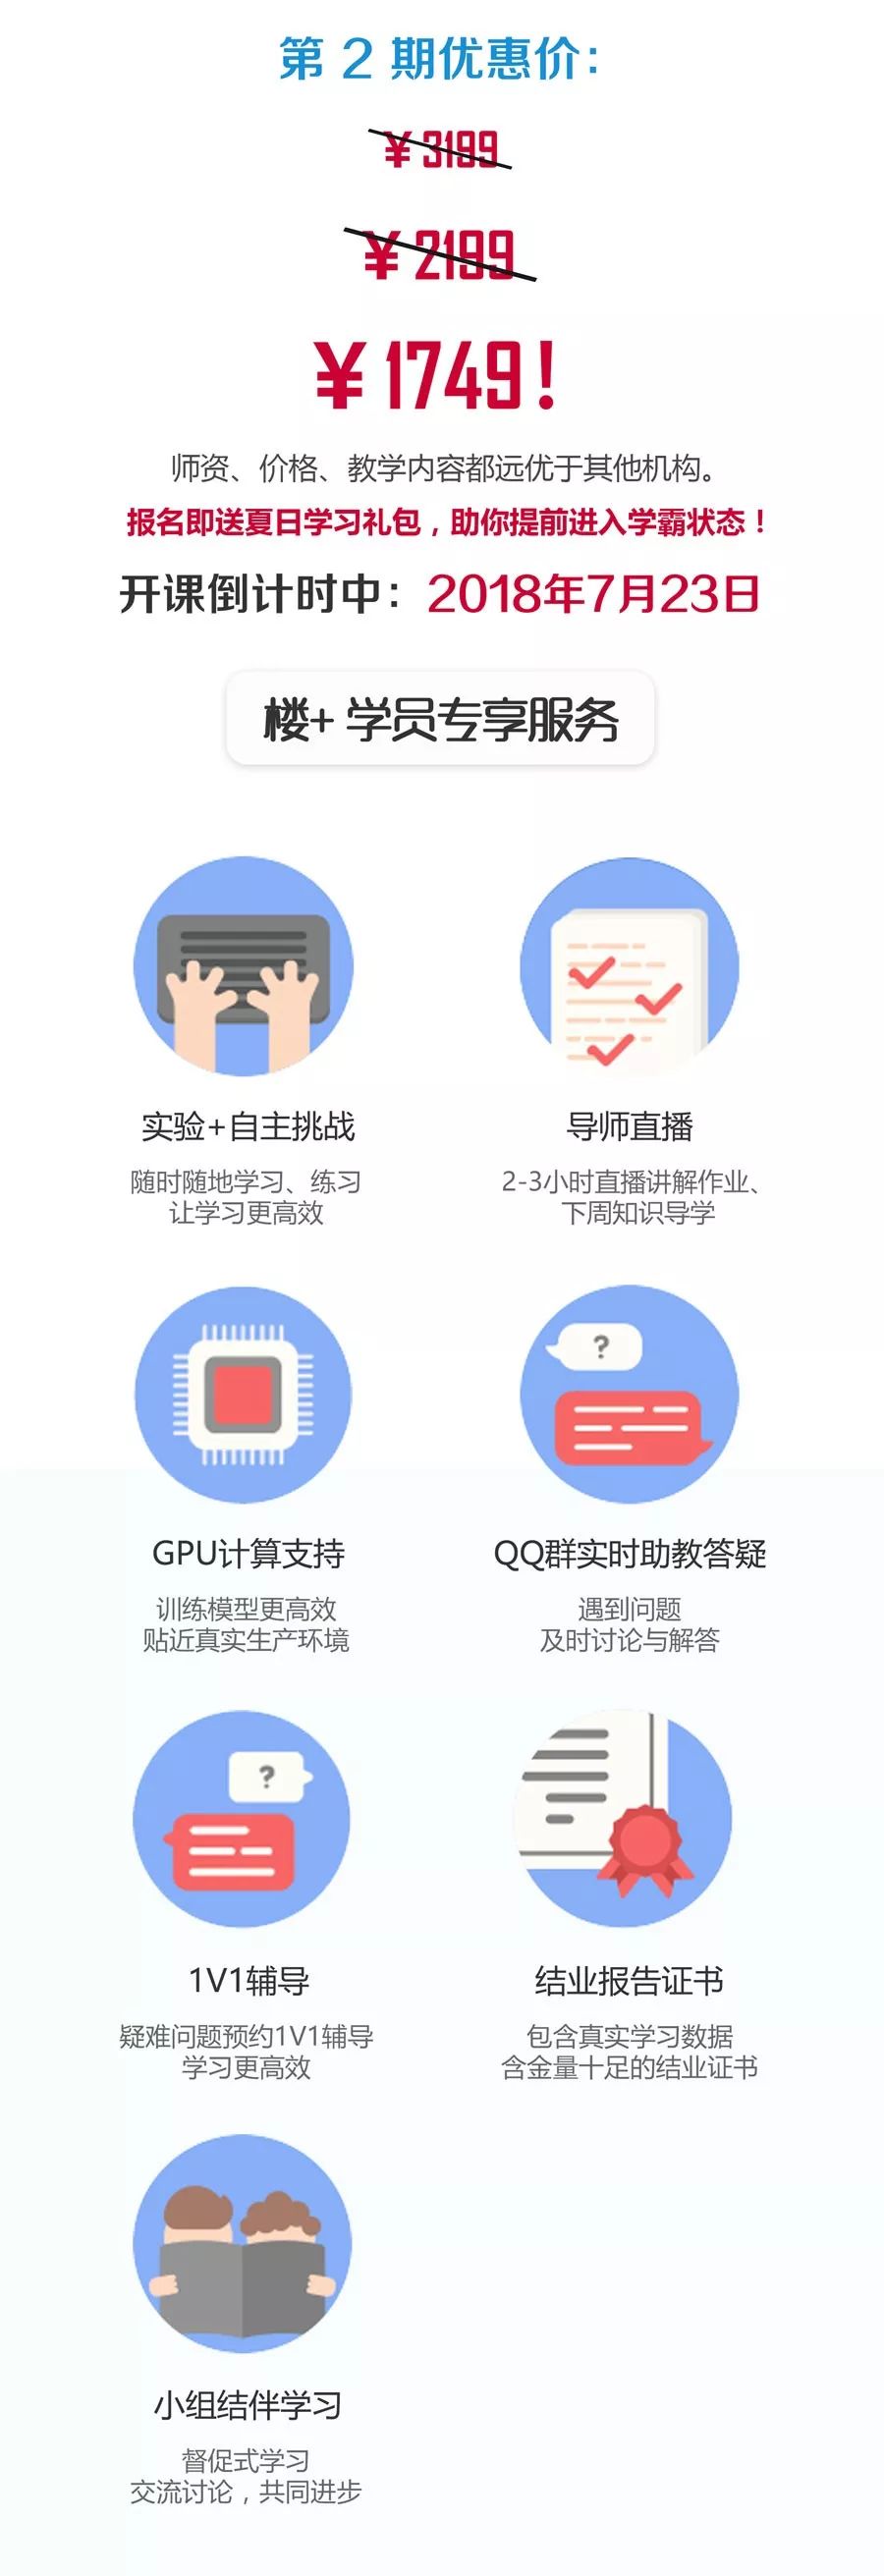 第 2 期优惠价：
¥ 3199
¥ 2199
¥ 1749！
师资、价格、教学内容都远优于其他机构。
报名即送夏日学习礼包，助你提前进入学霸状态！
开课倒计时中：2018年7月23日
楼+ 学员专享服务
实验+自主挑战
随时随地学习、练习
让学习更高效
导师直播
2-3小时直播讲解作业、
下周知识导学
?
GPU计算支持
训练模型更高效
贴近真实生产环境
QQ群实时助教答疑
遇到问题
及时讨论与解答
?
1V1辅导
疑难问题预约1V1辅导
学习更高效
结业报告证书
包含真实学习数据
含金量十足的结业证书
小组结伴学习
督促式学习
交流讨论，共同进步